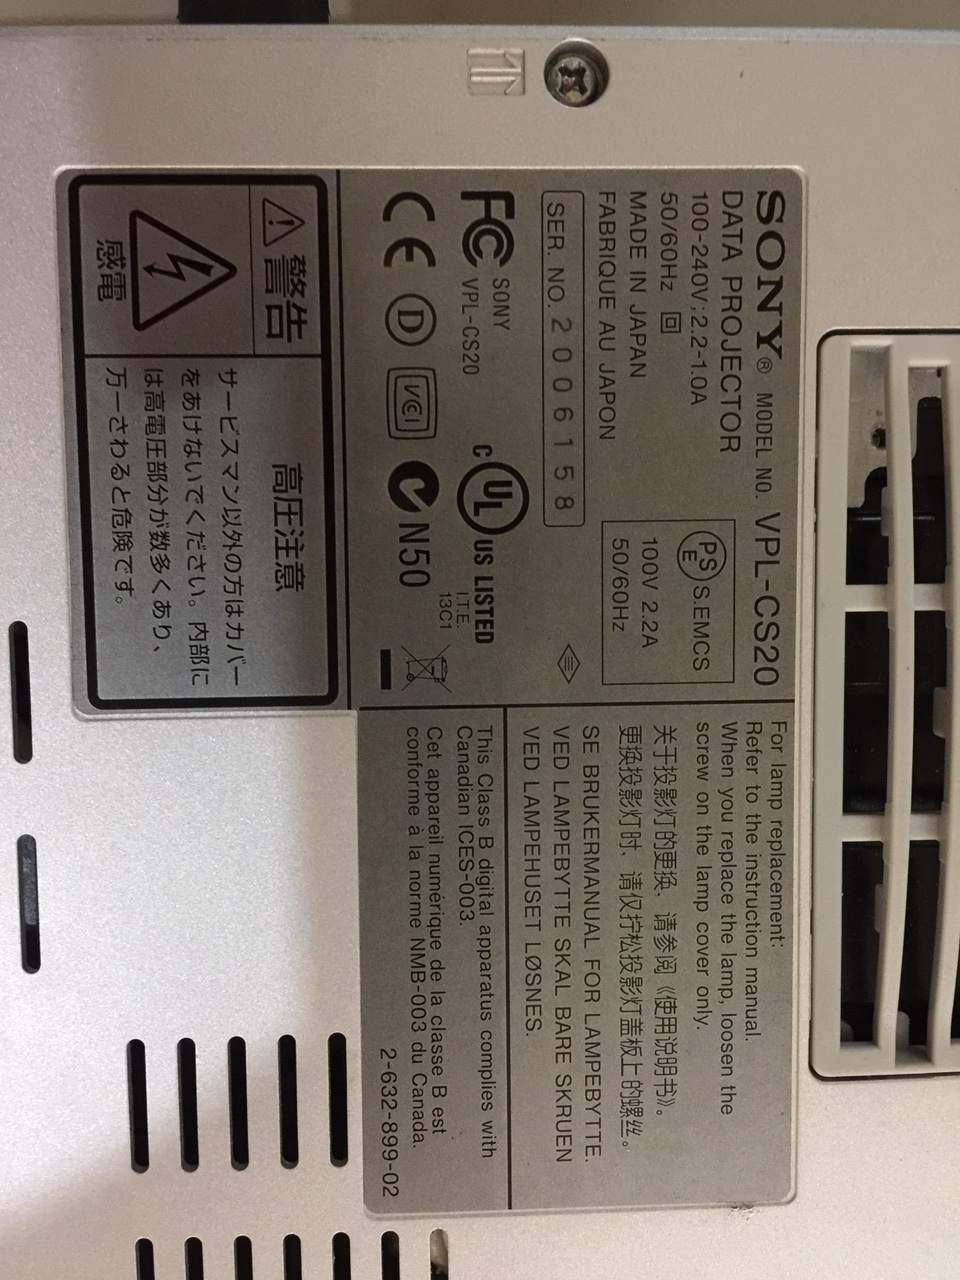 SONY® MODEL NO. VPL-CS20
DATA PROJECTOR
100-240V;2.2-1.0A
50/60Hz
MADE IN JAPAN
FABRIQUE AU JAPON
PSE S.EMCS
100V 2.2A
50/60Hz
SER. NO. 2006158
FC SONY
VPL-CS20
C UL US LISTED
I.T.E.
13C1
CE D VCI N50
For lamp replacement:
Refer to the instruction manual.
When you replace the lamp, loosen the
screw on the lamp cover only.
关于投影灯的更换，请参阅《使用说明书》。
更换投影灯时，请仅拧松投影灯盖板上的螺丝。
SE BRUKERMANUAL FOR LAMPEBYTTE.
VED LAMPEBYTTE SKAL BARE SKRUEN
VED LAMPEHUSET LØSNES.
This Class B digital apparatus complies with
Canadian ICES-003.
Cet appareil numérique de la classe B est
conforme à la norme NMB-003 du Canada.
2-632-899-02
警告
感電
高圧注意
サービスマン以外の方はカバー
をあけないでください。内部に
は高電圧部分が数多くあり、
万一さわると危険です。